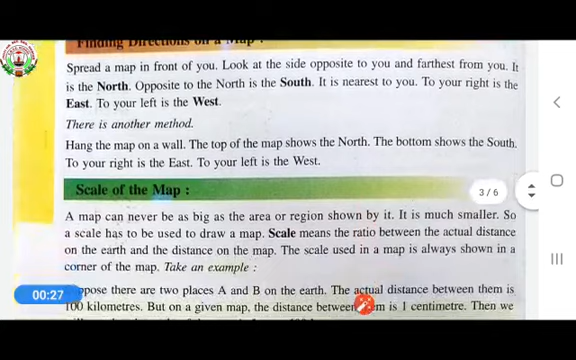 Finding Directions on a Map :
Spread a map in front of you. Look at the side opposite to you and farthest from you. It
is the North. Opposite to the North is the South. It is nearest to you. To your right is the
East. To your left is the West.
There is another method.
Hang the map on a wall. The top of the map shows the North. The bottom shows the South.
To your right is the East. To your left is the West.
Scale of the Map :
3/6
A map can never be as big as the area or region shown by it. It is much smaller. So
a scale has to be used to draw a map. Scale means the ratio between the actual distance
on the earth and the distance on the map. The scale used in a map is always shown in a
corner of the map. Take an example :
00:27
pose there are two places A and B on the earth. The actual distance between them is
100 kilometres. But on a given map, the distance between m is 1 centimetre. Then we